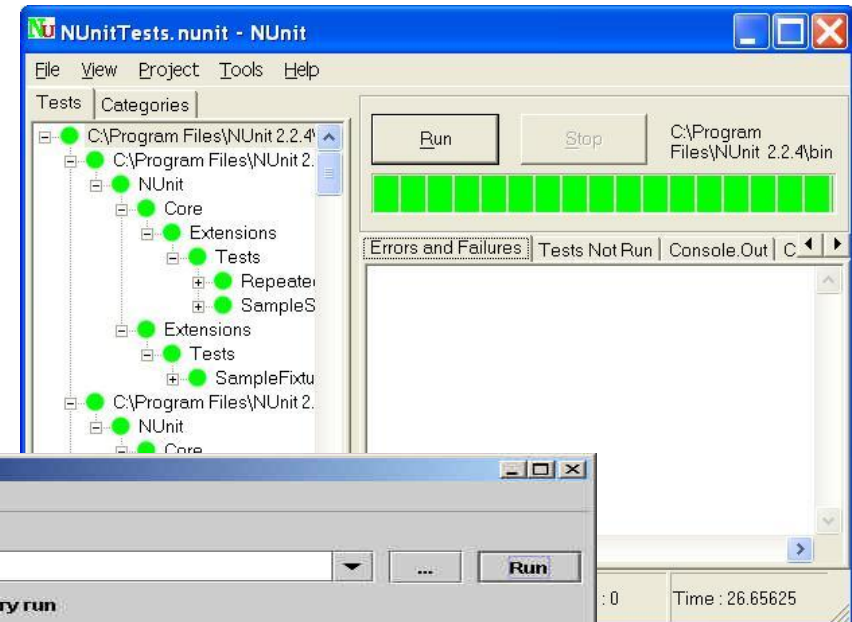 NUnitTests.nunit - NUnit
File View Project Tools Help
Tests Categories
C:\Program Files\NUnit 2.2.4\
C:\Program Files\NUnit 2.
NUnit
Core
Extensions
Tests
Repeate
SampleS
Extensions
Tests
SampleFixtu
C:\Program Files\NUnit 2.
NUnit
Core
Run Stop C:\Program
Files\NUnit 2.2.4\bin
Errors and Failures Tests Not Run Console.Out C
... Run
ry run
: 0 Time : 26.65625